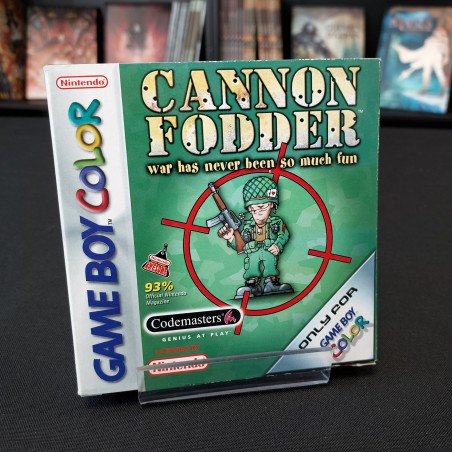 Nintendo
GAME BOY COLOR
CANNON
FODDER
war has never been so much fun
93%
Official Nintendo
Magazine
Codemasters
GENIUS AT PLAY
Nintendo
ONLY FOR
GAME BOY
COLOR